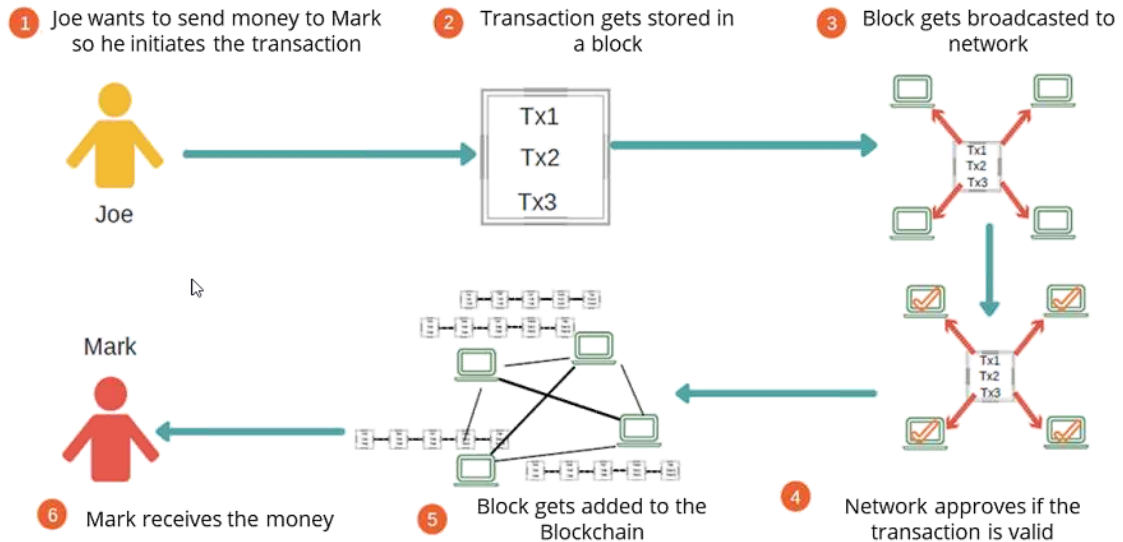 1 Joe wants to send money to Mark
so he initiates the transaction
2 Transaction gets stored in
a block
3 Block gets broadcasted to
network
Joe
Tx1
Tx2
Tx3
Tx1
Tx2
Tx3
Tx1
Tx2
Tx3
4 Network approves if the
transaction is valid
5 Block gets added to the
Blockchain
Mark
6 Mark receives the money